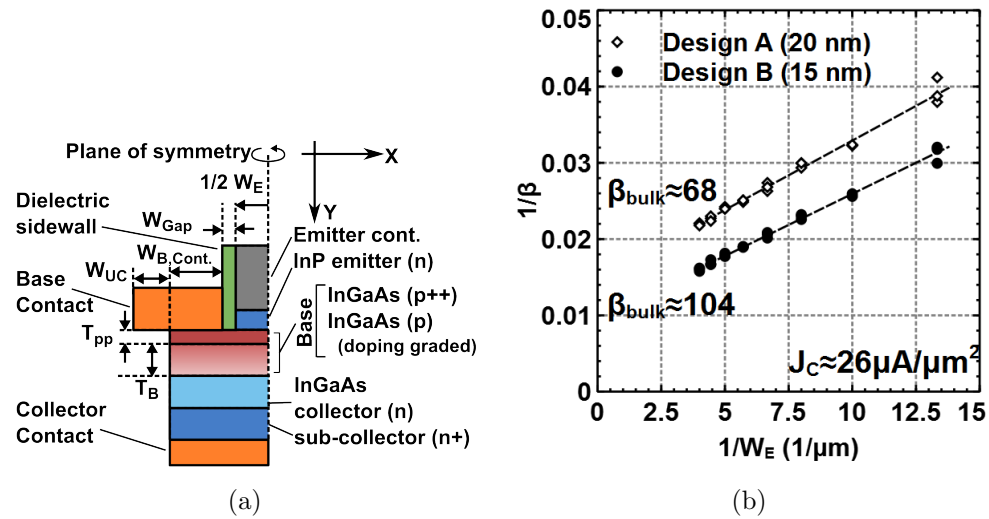 Plane of symmetry
X
1/2 W_E
Dielectric
sidewall
W_Gap
Y
W_B,Cont.
Emitter cont.
W_UC
InP emitter (n)
Base
Contact
Base
InGaAs (p++)
InGaAs (p)
(doping graded)
T_pp
T_B
InGaAs
collector (n)
Collector
Contact
sub-collector (n+)
(a)
0.05
0.04
0.03
0.02
0.01
0
1/β
Design A (20 nm)
Design B (15 nm)
β_bulk≈68
β_bulk≈104
J_C≈26µA/µm²
0 2.5 5 7.5 10 12.5 15
1/W_E (1/µm)
(b)